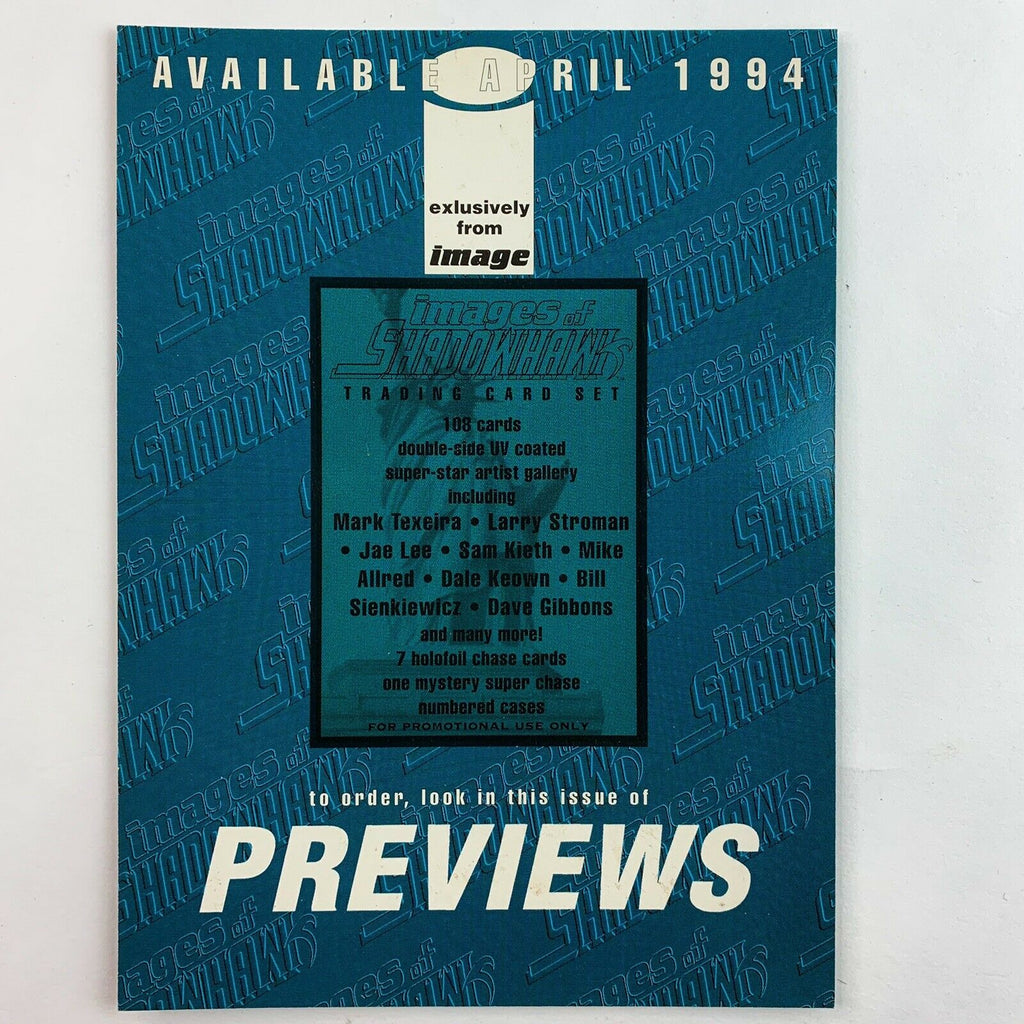 AVAILABLE APRIL 1994
exlusively
from
image
images of
SHADOWHAWK
TRADING CARD SET
108 cards
double-side UV coated
super-star artist gallery
including
Mark Texeira • Larry Stroman
• Jae Lee • Sam Kieth • Mike
Allred • Dale Keown • Bill
Sienkiewicz • Dave Gibbons
and many more!
7 holofoil chase cards
one mystery super chase
numbered cases
FOR PROMOTIONAL USE ONLY
to order, look in this issue of
PREVIEWS